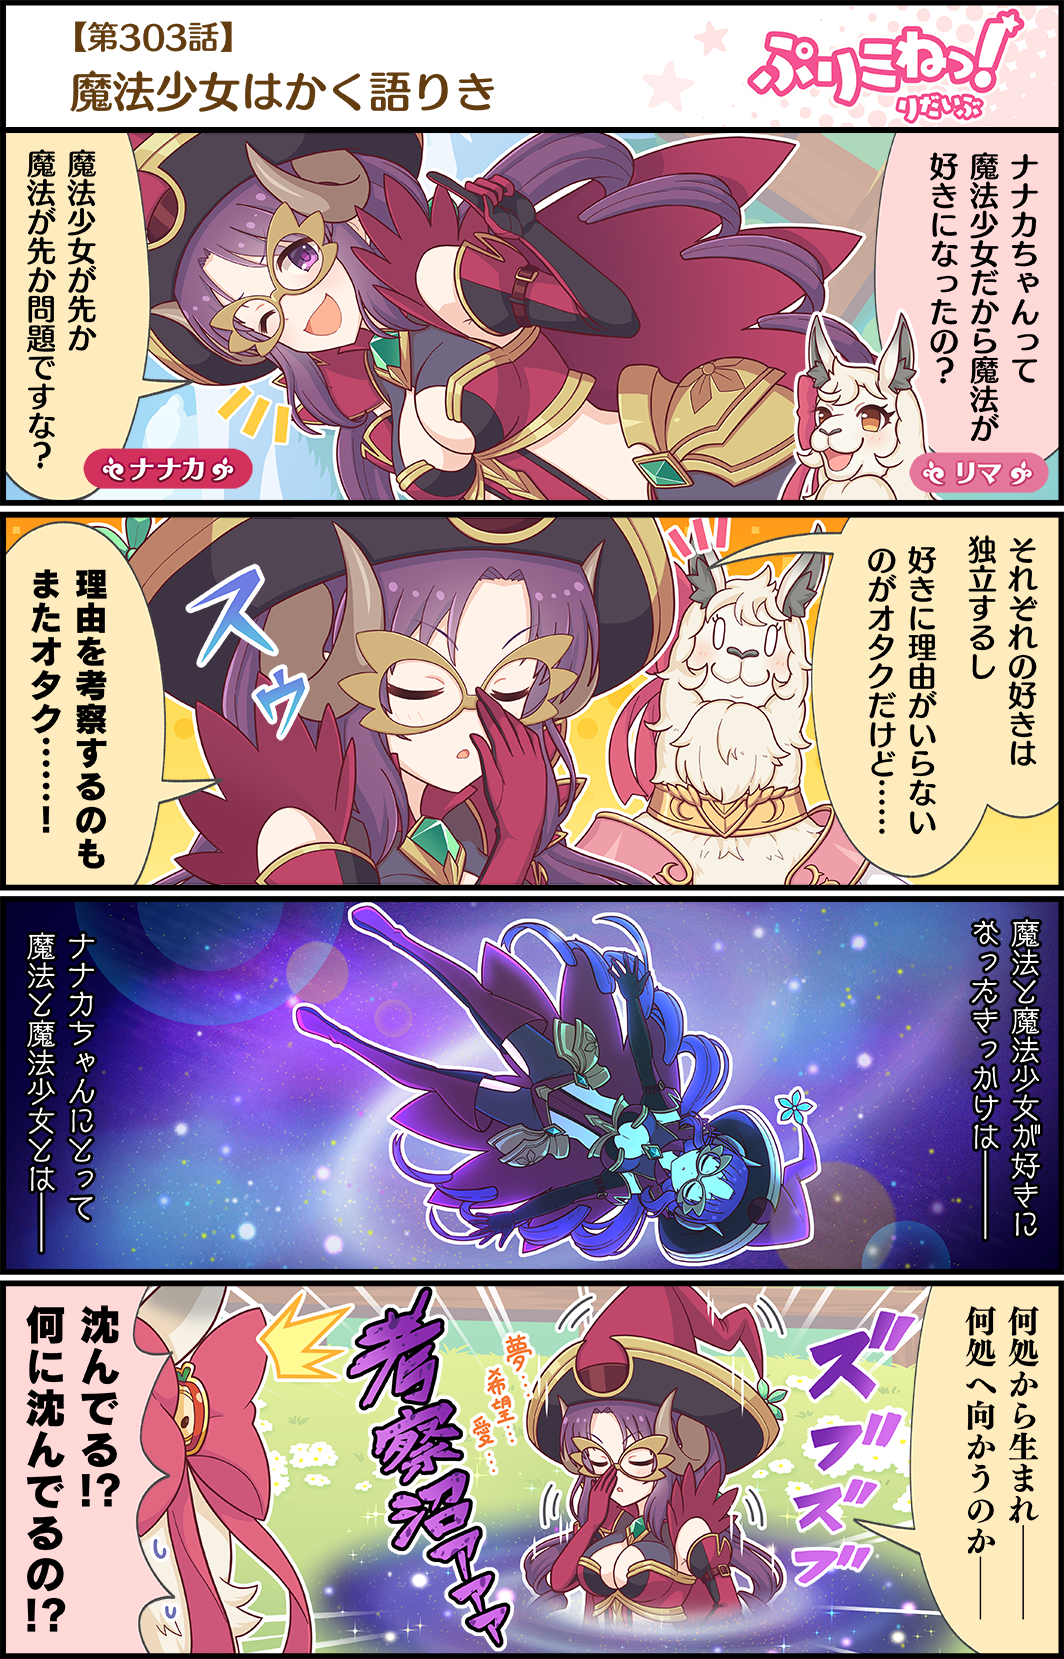 【第303話】
魔法少女はかく語りき
ぷりこねっ!
りだいぶ
ナナカちゃんって
魔法少女だから魔法が
好きになったの?
リマ
魔法少女が先か
魔法が先か問題ですな?
ナナカ
それぞれの好きは
独立するし
好きに理由がいらない
のがオタクだけど……
スゥ
理由を考察するのも
またオタク……!
魔法と魔法少女が好きに
なったきっかけは――
ナナカちゃんにとって
魔法と魔法少女とは――
何処から生まれ――
何処へ向かうのか――
ズブズブ
夢…
希望…
愛…
考察沼アアアァ
沈んでる!?
何に沈んでるの!?